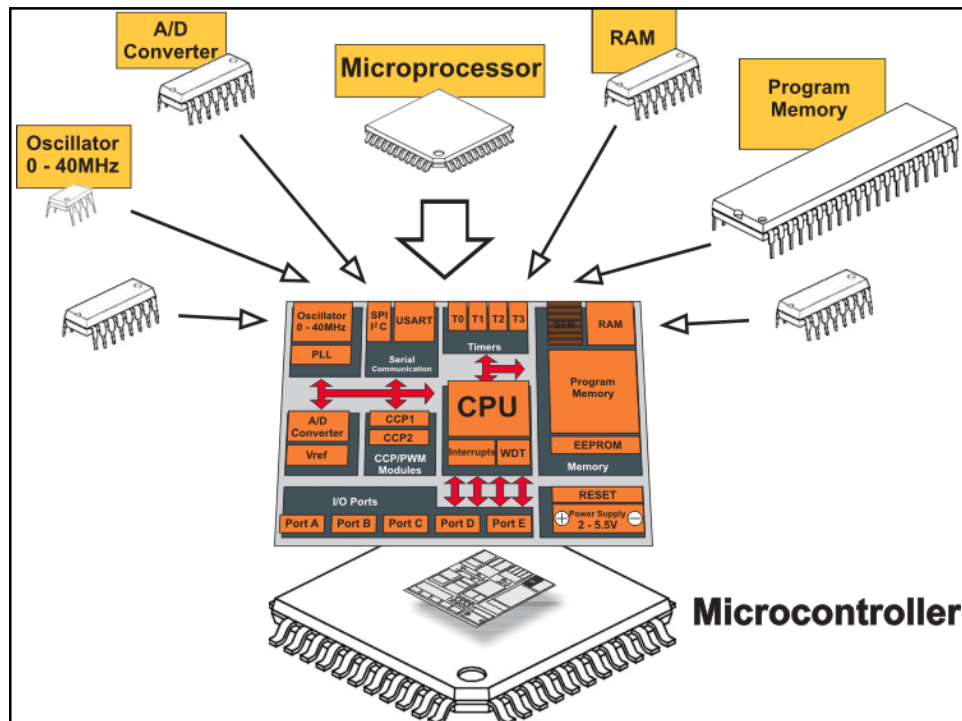 A/D
Converter
Microprocessor
RAM
Program
Memory
Oscillator
0 - 40MHz
Oscillator
0 - 40MHz
PLL
SPI
I²C
USART
Serial
Communication
T0
T1
T2
T3
Timers
SFR
RAM
Program
Memory
EEPROM
Memory
CPU
Interrupts
WDT
A/D
Converter
Vref
CCP1
CCP2
CCP/PWM
Modules
I/O Ports
Port A
Port B
Port C
Port D
Port E
RESET
Power Supply
2 - 5.5V
Microcontroller